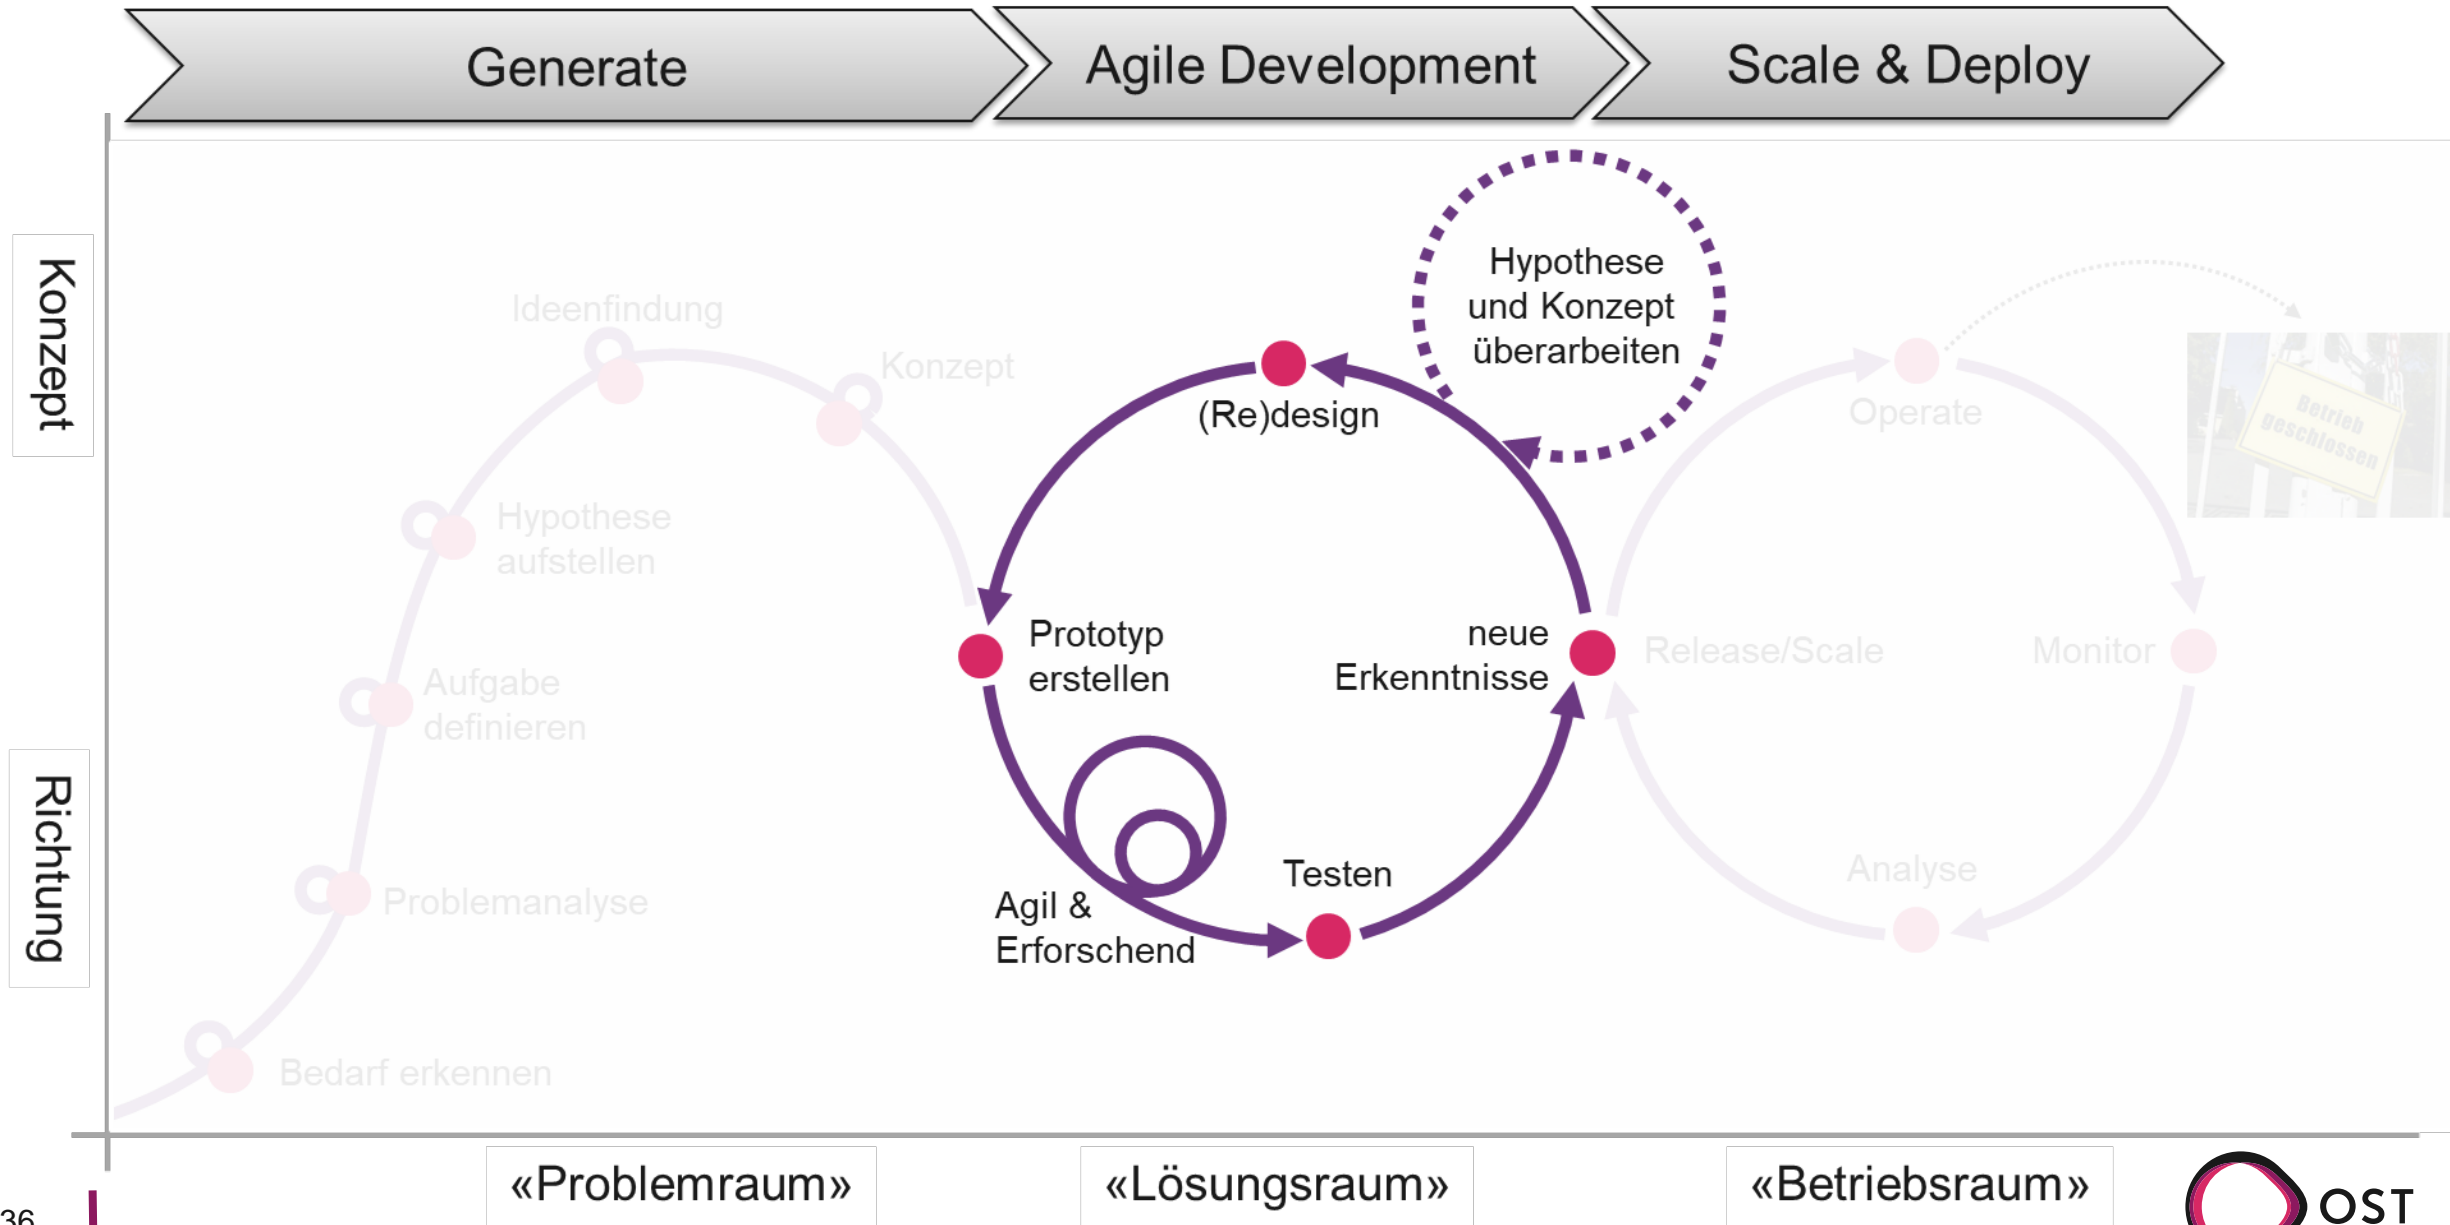 Generate
Agile Development
Scale & Deploy
Konzept
Richtung
Ideenfindung
Konzept
Hypothese
aufstellen
Aufgabe
definieren
Problemanalyse
Bedarf erkennen
Hypothese
und Konzept
überarbeiten
(Re)design
Prototyp
erstellen
neue
Erkenntnisse
Agil &
Erforschend
Testen
Operate
Betrieb
geschlossen
Release/Scale
Monitor
Analyse
«Problemraum»
«Lösungsraum»
«Betriebsraum»
36
OST